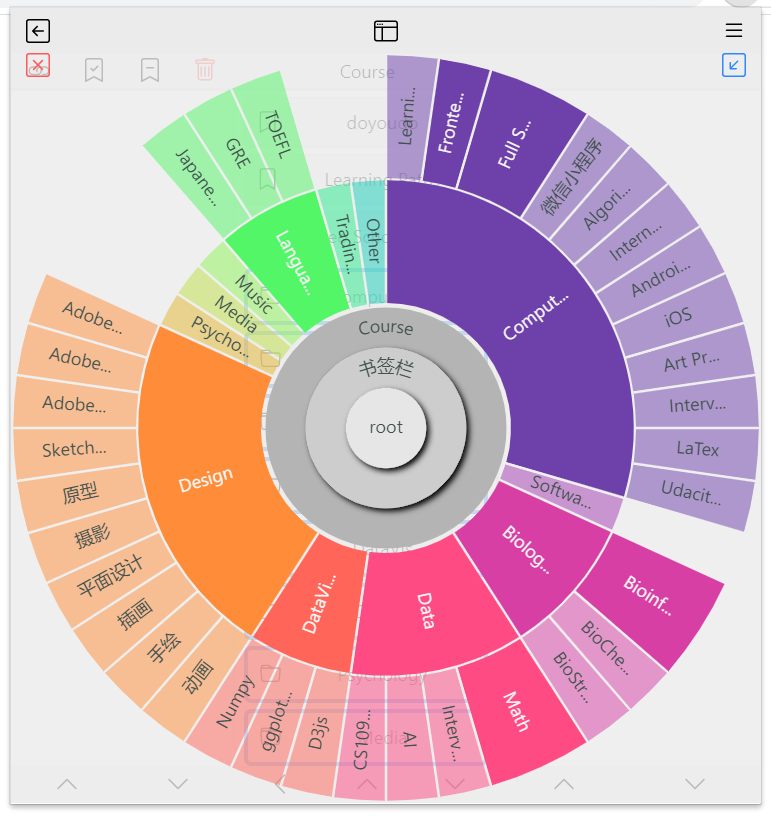 Course
doyoudo
Learni...
Fronte...
Full S...
微信小程序
Algori...
Intern...
Androi...
iOS
Art Pr...
Interv...
LaTex
Udacit...
Comput...
Softwa...
Biolog...
Bioinf...
BioChe...
BioStr...
Data
Math
Interv...
AI
CS109...
DataVi...
D3js
ggplot...
Numpy
Design
动画
手绘
插画
平面设计
摄影
原型
Sketch...
Adobe...
Adobe...
Adobe...
Psycho...
Media
Music
Langua...
Japane...
GRE
TOEFL
Tradin...
Other
Course
书签栏
root
Psychology
Media